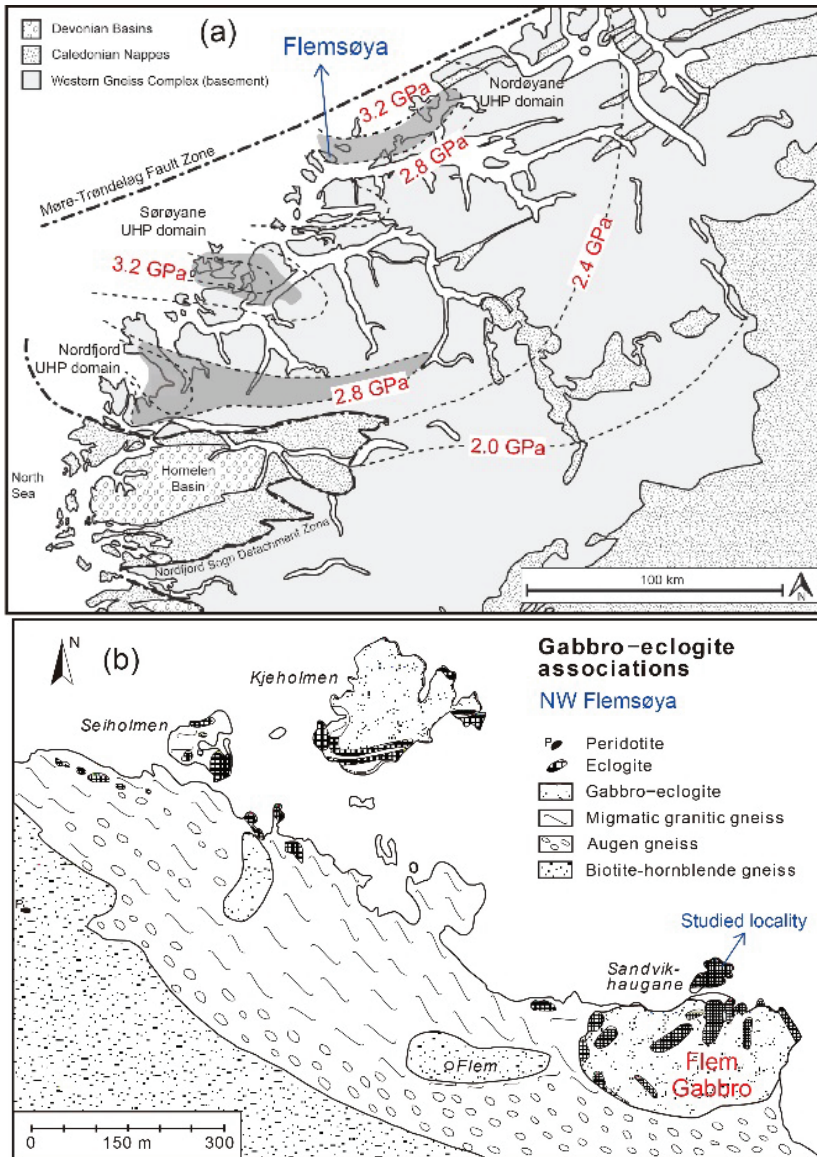 (a)
Devonian Basins
Caledonian Nappes
Western Gneiss Complex (basement)
Flemsøya
Nordøyane
UHP domain
3.2 GPa
2.8 GPa
Møre-Trøndelag Fault Zone
Sørøyane
UHP domain
3.2 GPa
2.4 GPa
Nordfjord
UHP domain
2.8 GPa
2.0 GPa
North
Sea
Hornelen
Basin
Nordfjord Sogn Detachment Zone
100 km
N
N
(b)
Kjeholmen
Seiholmen
Gabbro-eclogite
associations
NW Flemsøya
P
Peridotite
Eclogite
Gabbro-eclogite
Migmatic granitic gneiss
Augen gneiss
Biotite-hornblende gneiss
P
Studied locality
Sandvik-
haugane
Flem
Flem
Gabbro
0 150 m 300